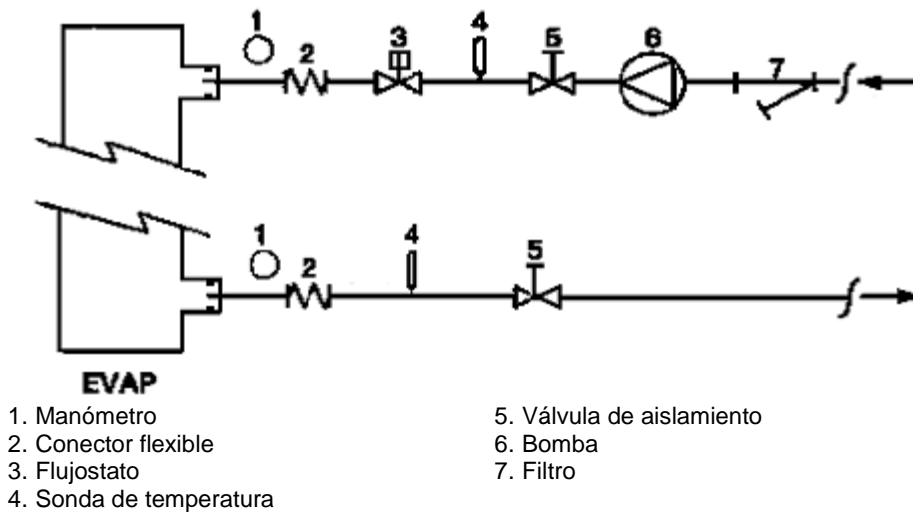 1 2 3 4 5 6 7
1 2 4 5
EVAP
1. Manómetro
2. Conector flexible
3. Flujostato
4. Sonda de temperatura
5. Válvula de aislamiento
6. Bomba
7. Filtro